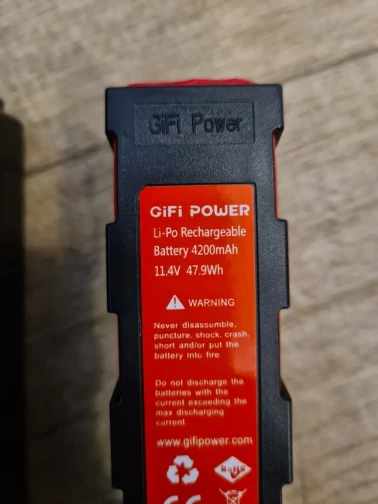 GiFi Power
GiFi POWER
Li-Po Rechargeable
Battery 4200mAh
11.4V 47.9Wh
WARNING
Never disassemble,
puncture, shock, crash,
short and/or put the
battery into fire.
Do not discharge the
batteries with the
current exceeding the
max discharging
current.
www.gifipower.com
RoHS
CE